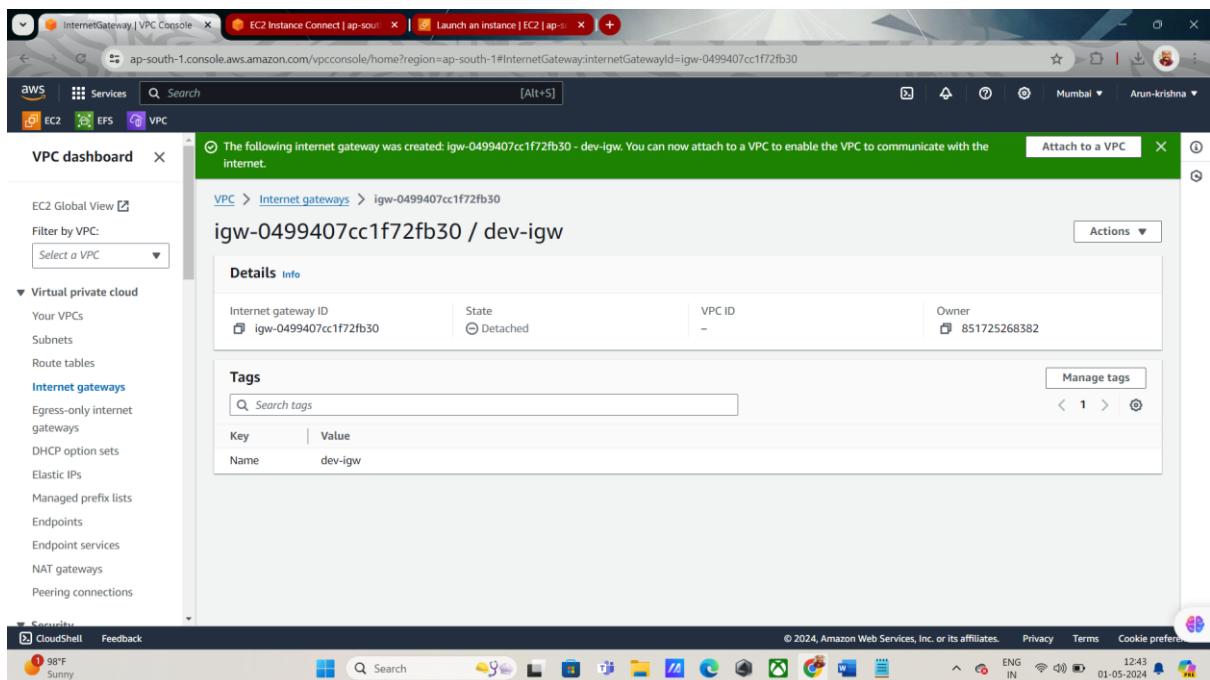 InternetGateway | VPC Console
EC2 Instance Connect | ap-sout
Launch an instance | EC2 | ap-s
ap-south-1.console.aws.amazon.com/vpcconsole/home?region=ap-south-1#InternetGateway:internetGatewayId=igw-0499407cc1f72fb30
aws
Services
Search
[Alt+S]
Mumbai
Arun-krishna
EC2
EFS
VPC
VPC dashboard
EC2 Global View
Filter by VPC:
Select a VPC
Virtual private cloud
Your VPCs
Subnets
Route tables
Internet gateways
Egress-only internet
gateways
DHCP option sets
Elastic IPs
Managed prefix lists
Endpoints
Endpoint services
NAT gateways
Peering connections
Security
The following internet gateway was created: igw-0499407cc1f72fb30 - dev-igw. You can now attach to a VPC to enable the VPC to communicate with the
internet.
Attach to a VPC
VPC > Internet gateways > igw-0499407cc1f72fb30
igw-0499407cc1f72fb30 / dev-igw
Actions
Details Info
Internet gateway ID
igw-0499407cc1f72fb30
State
Detached
VPC ID
–
Owner
851725268382
Tags
Manage tags
Search tags
1
Key
Value
Name
dev-igw
CloudShell
Feedback
© 2024, Amazon Web Services, Inc. or its affiliates.
Privacy
Terms
Cookie prefere
1
98°F
Sunny
Search
ENG
IN
12:43
01-05-2024